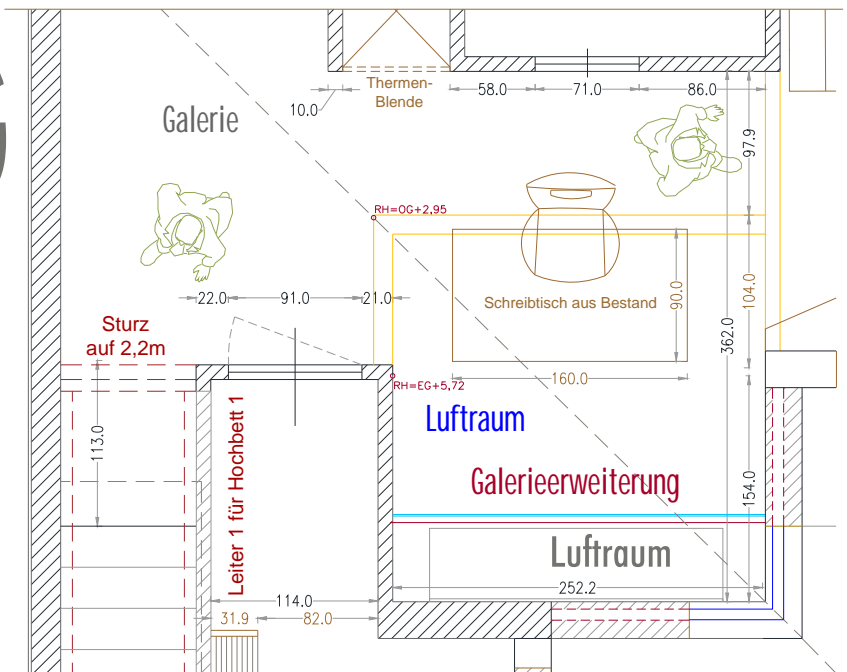 Thermen-
Blende
58.0
71.0
86.0
10.0
Galerie
97.9
RH=OG+2,95
22.0
91.0
21.0
Schreibtisch aus Bestand
90.0
104.0
362.0
Sturz
auf 2,2m
160.0
RH=EG+5,72
Luftraum
113.0
Leiter 1 für Hochbett 1
Galerieerweiterung
154.0
Luftraum
252.2
114.0
31.9
82.0